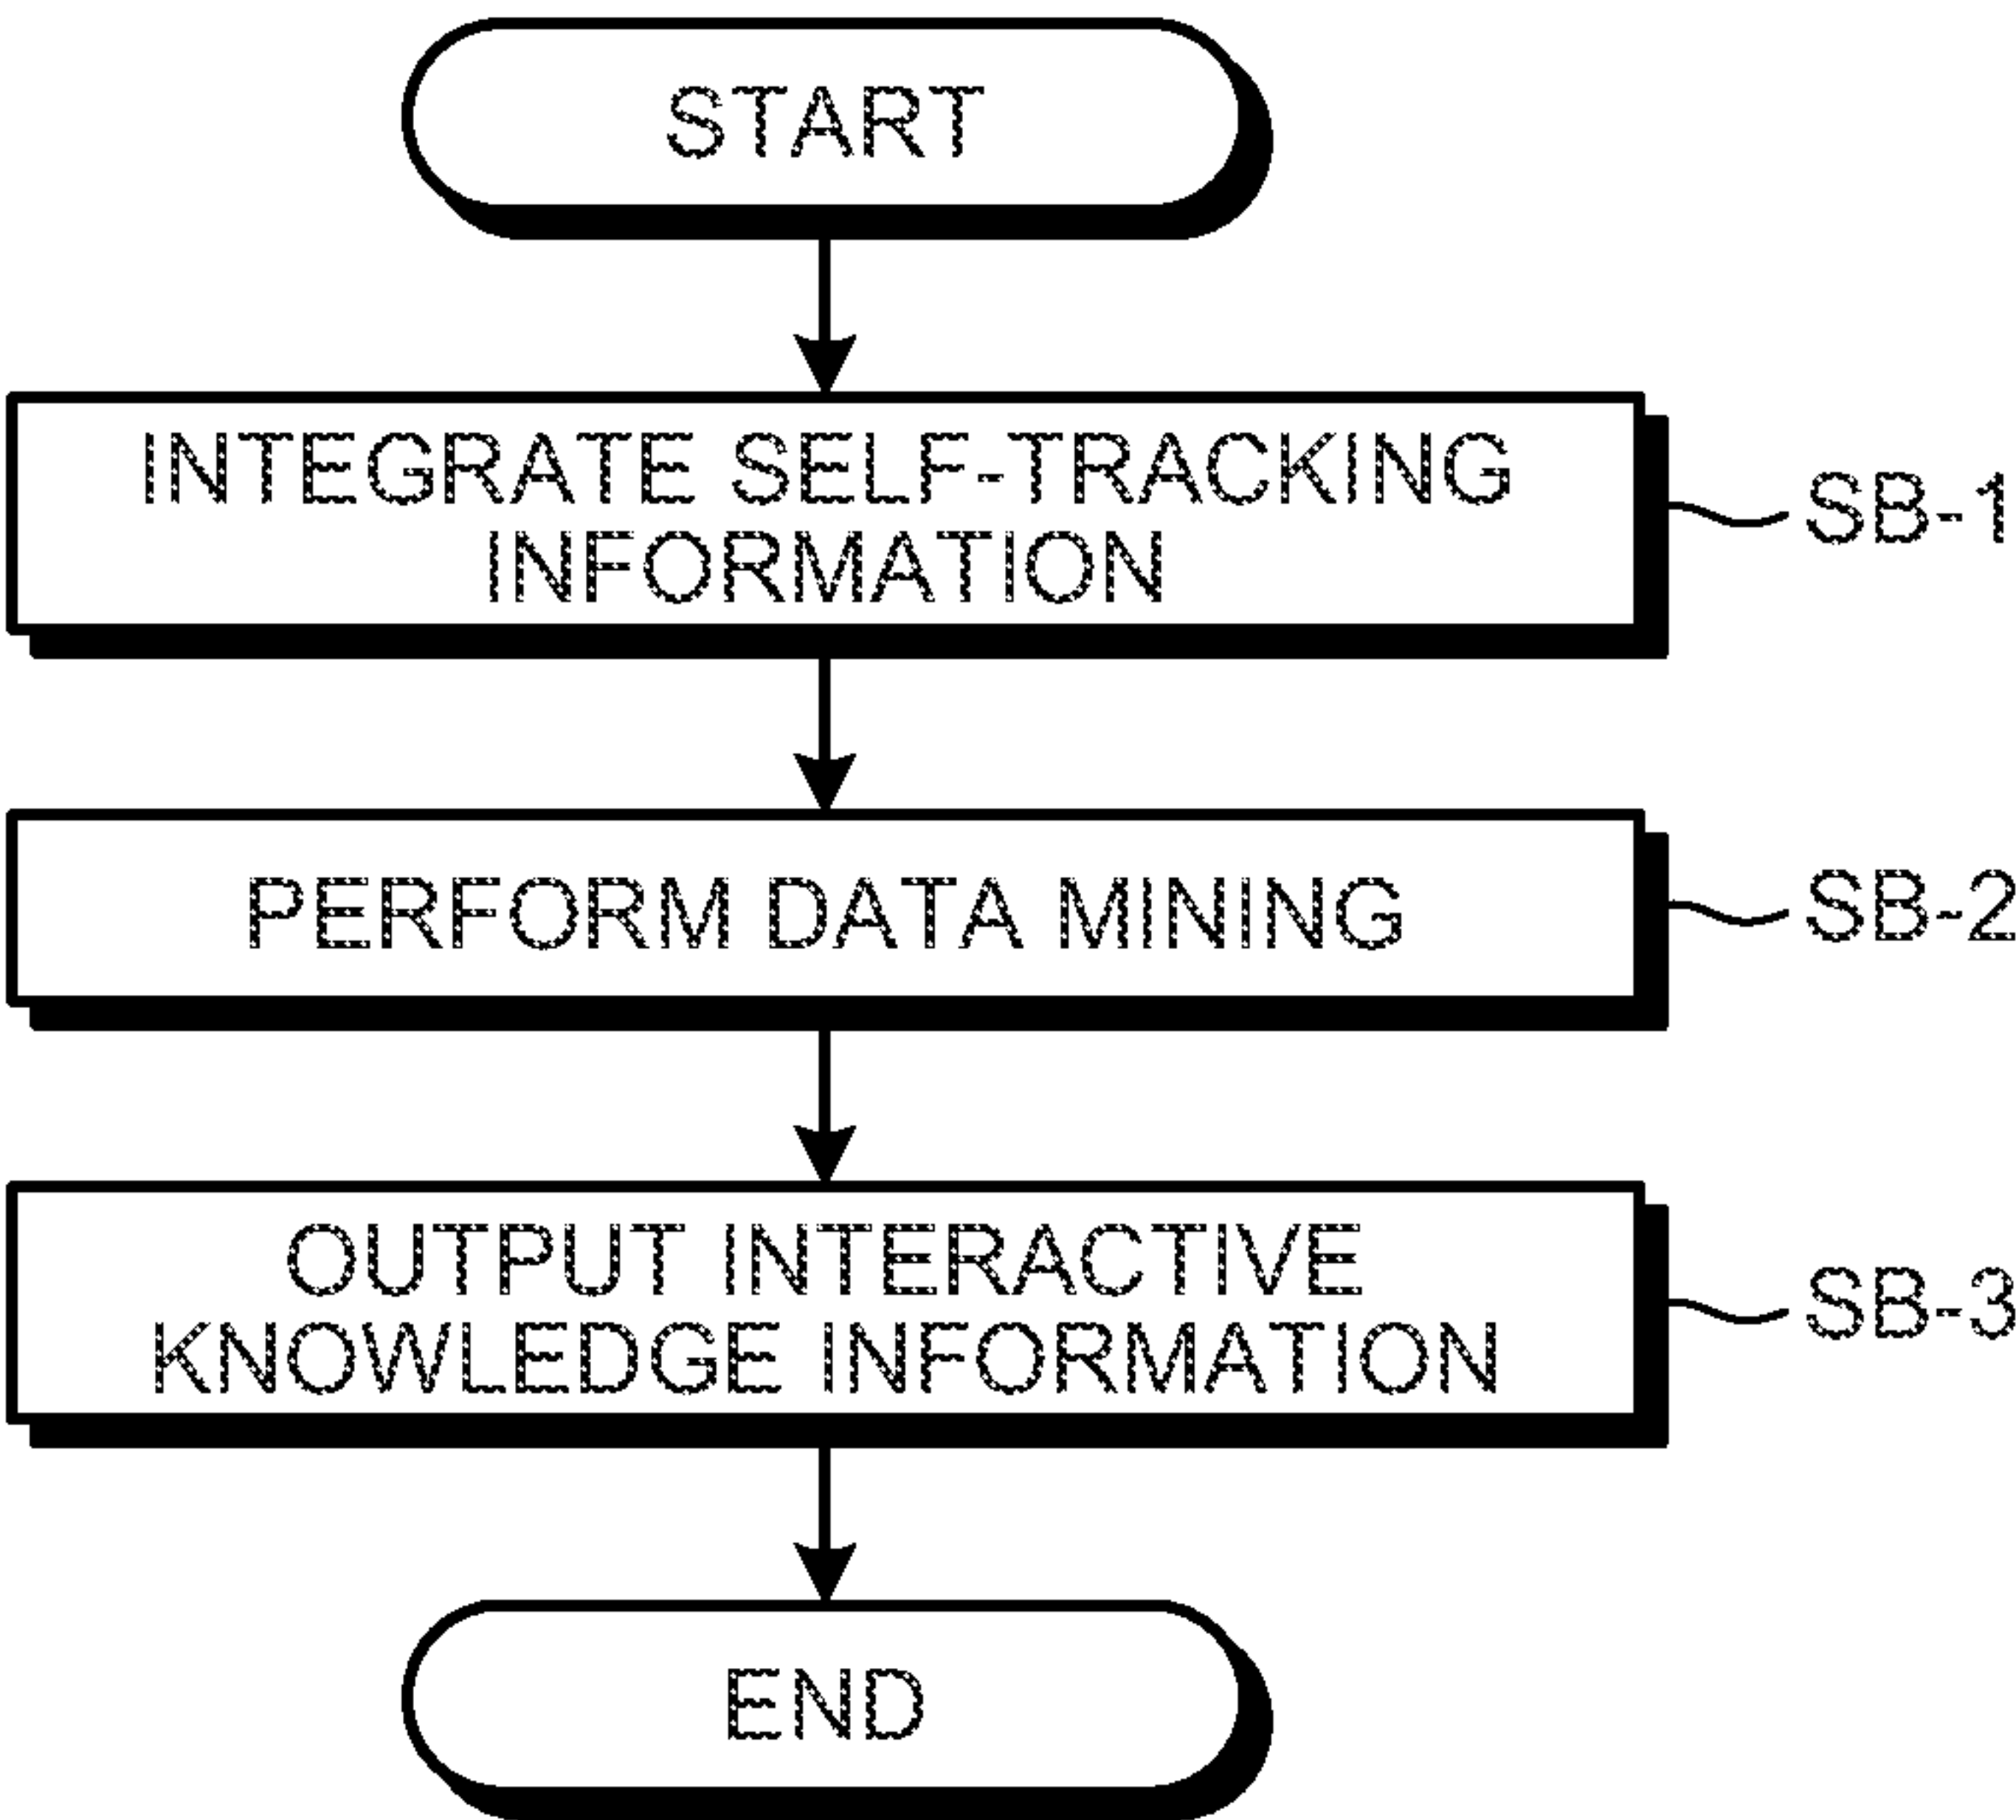 START
INTEGRATE SELF-TRACKING
INFORMATION
SB-1
PERFORM DATA MINING
SB-2
OUTPUT INTERACTIVE
KNOWLEDGE INFORMATION
SB-3
END